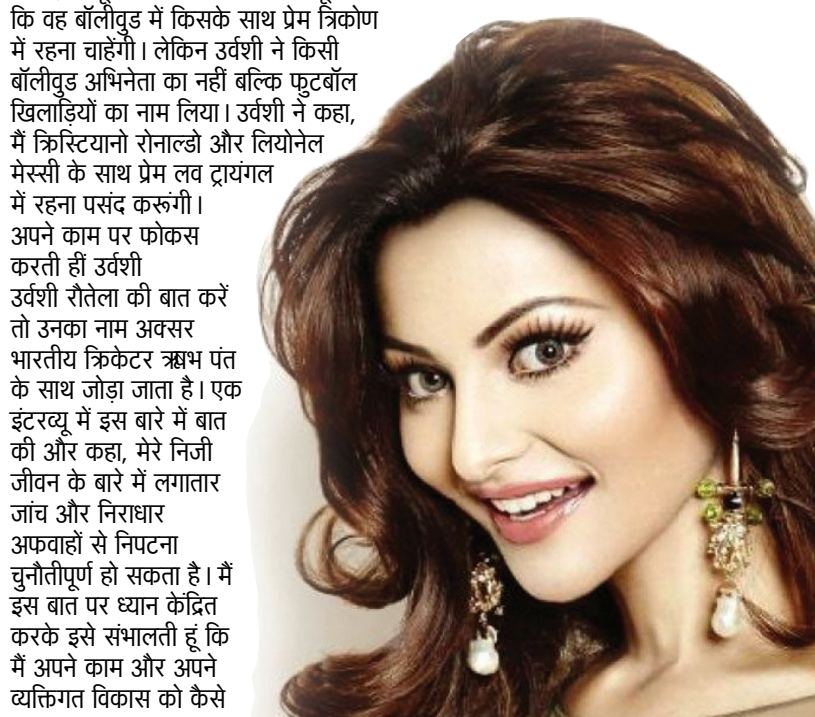 कि वह बॉलीवुड में किसके साथ प्रेम त्रिकोण
में रहना चाहेंगी। लेकिन उर्वशी ने किसी
बॉलीवुड अभिनेता का नहीं बल्कि फुटबॉल
खिलाड़ियों का नाम लिया। उर्वशी ने कहा,
मैं क्रिस्टियानो रोनाल्डो और लियोनेल
मेस्सी के साथ प्रेम लव ट्रायंगल
में रहना पसंद करूंगी।
अपने काम पर फोकस
करती हीं उर्वशी
उर्वशी रौतेला की बात करें
तो उनका नाम अक्सर
भारतीय क्रिकेटर ऋषभ पंत
के साथ जोड़ा जाता है। एक
इंटरव्यू में इस बारे में बात
की और कहा, मेरे निजी
जीवन के बारे में लगातार
जांच और निराधार
अफवाहों से निपटना
चुनौतीपूर्ण हो सकता है। मैं
इस बात पर ध्यान केंद्रित
करके इसे संभालती हूं कि
मैं अपने काम और अपने
व्यक्तिगत विकास को कैसे